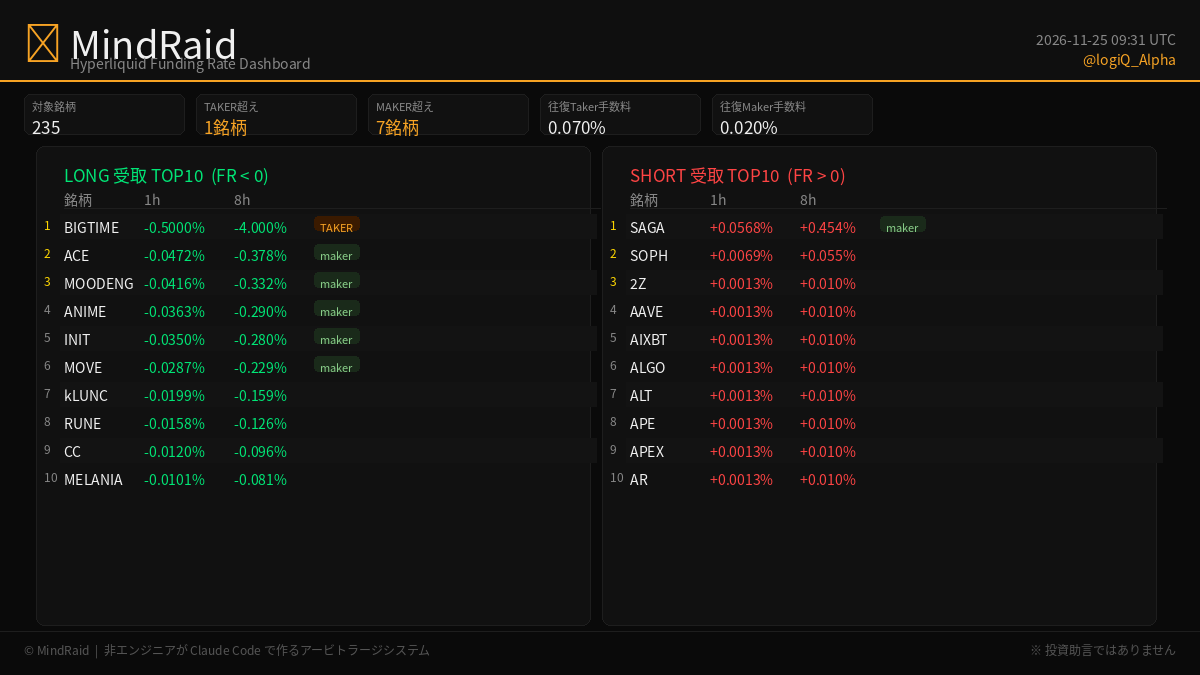 MindRaid
Hyperliquid Funding Rate Dashboard
2026-11-25 09:31 UTC
@logiQ_Alpha
対象銘柄
235
TAKER超え
1銘柄
MAKER超え
7銘柄
往復Taker手数料
0.070%
往復Maker手数料
0.020%
LONG 受取 TOP10 (FR < 0)
銘柄 1h 8h
1 BIGTIME -0.5000% -4.000% TAKER
2 ACE -0.0472% -0.378% maker
3 MOODENG -0.0416% -0.332% maker
4 ANIME -0.0363% -0.290% maker
5 INIT -0.0350% -0.280% maker
6 MOVE -0.0287% -0.229% maker
7 kLUNC -0.0199% -0.159%
8 RUNE -0.0158% -0.126%
9 CC -0.0120% -0.096%
10 MELANIA -0.0101% -0.081%
SHORT 受取 TOP10 (FR > 0)
銘柄 1h 8h
1 SAGA +0.0568% +0.454% maker
2 SOPH +0.0069% +0.055%
3 2Z +0.0013% +0.010%
4 AAVE +0.0013% +0.010%
5 AIXBT +0.0013% +0.010%
6 ALGO +0.0013% +0.010%
7 ALT +0.0013% +0.010%
8 APE +0.0013% +0.010%
9 APEX +0.0013% +0.010%
10 AR +0.0013% +0.010%
© MindRaid | 非エンジニアが Claude Code で作るアービトラージシステム
※ 投資助言ではありません